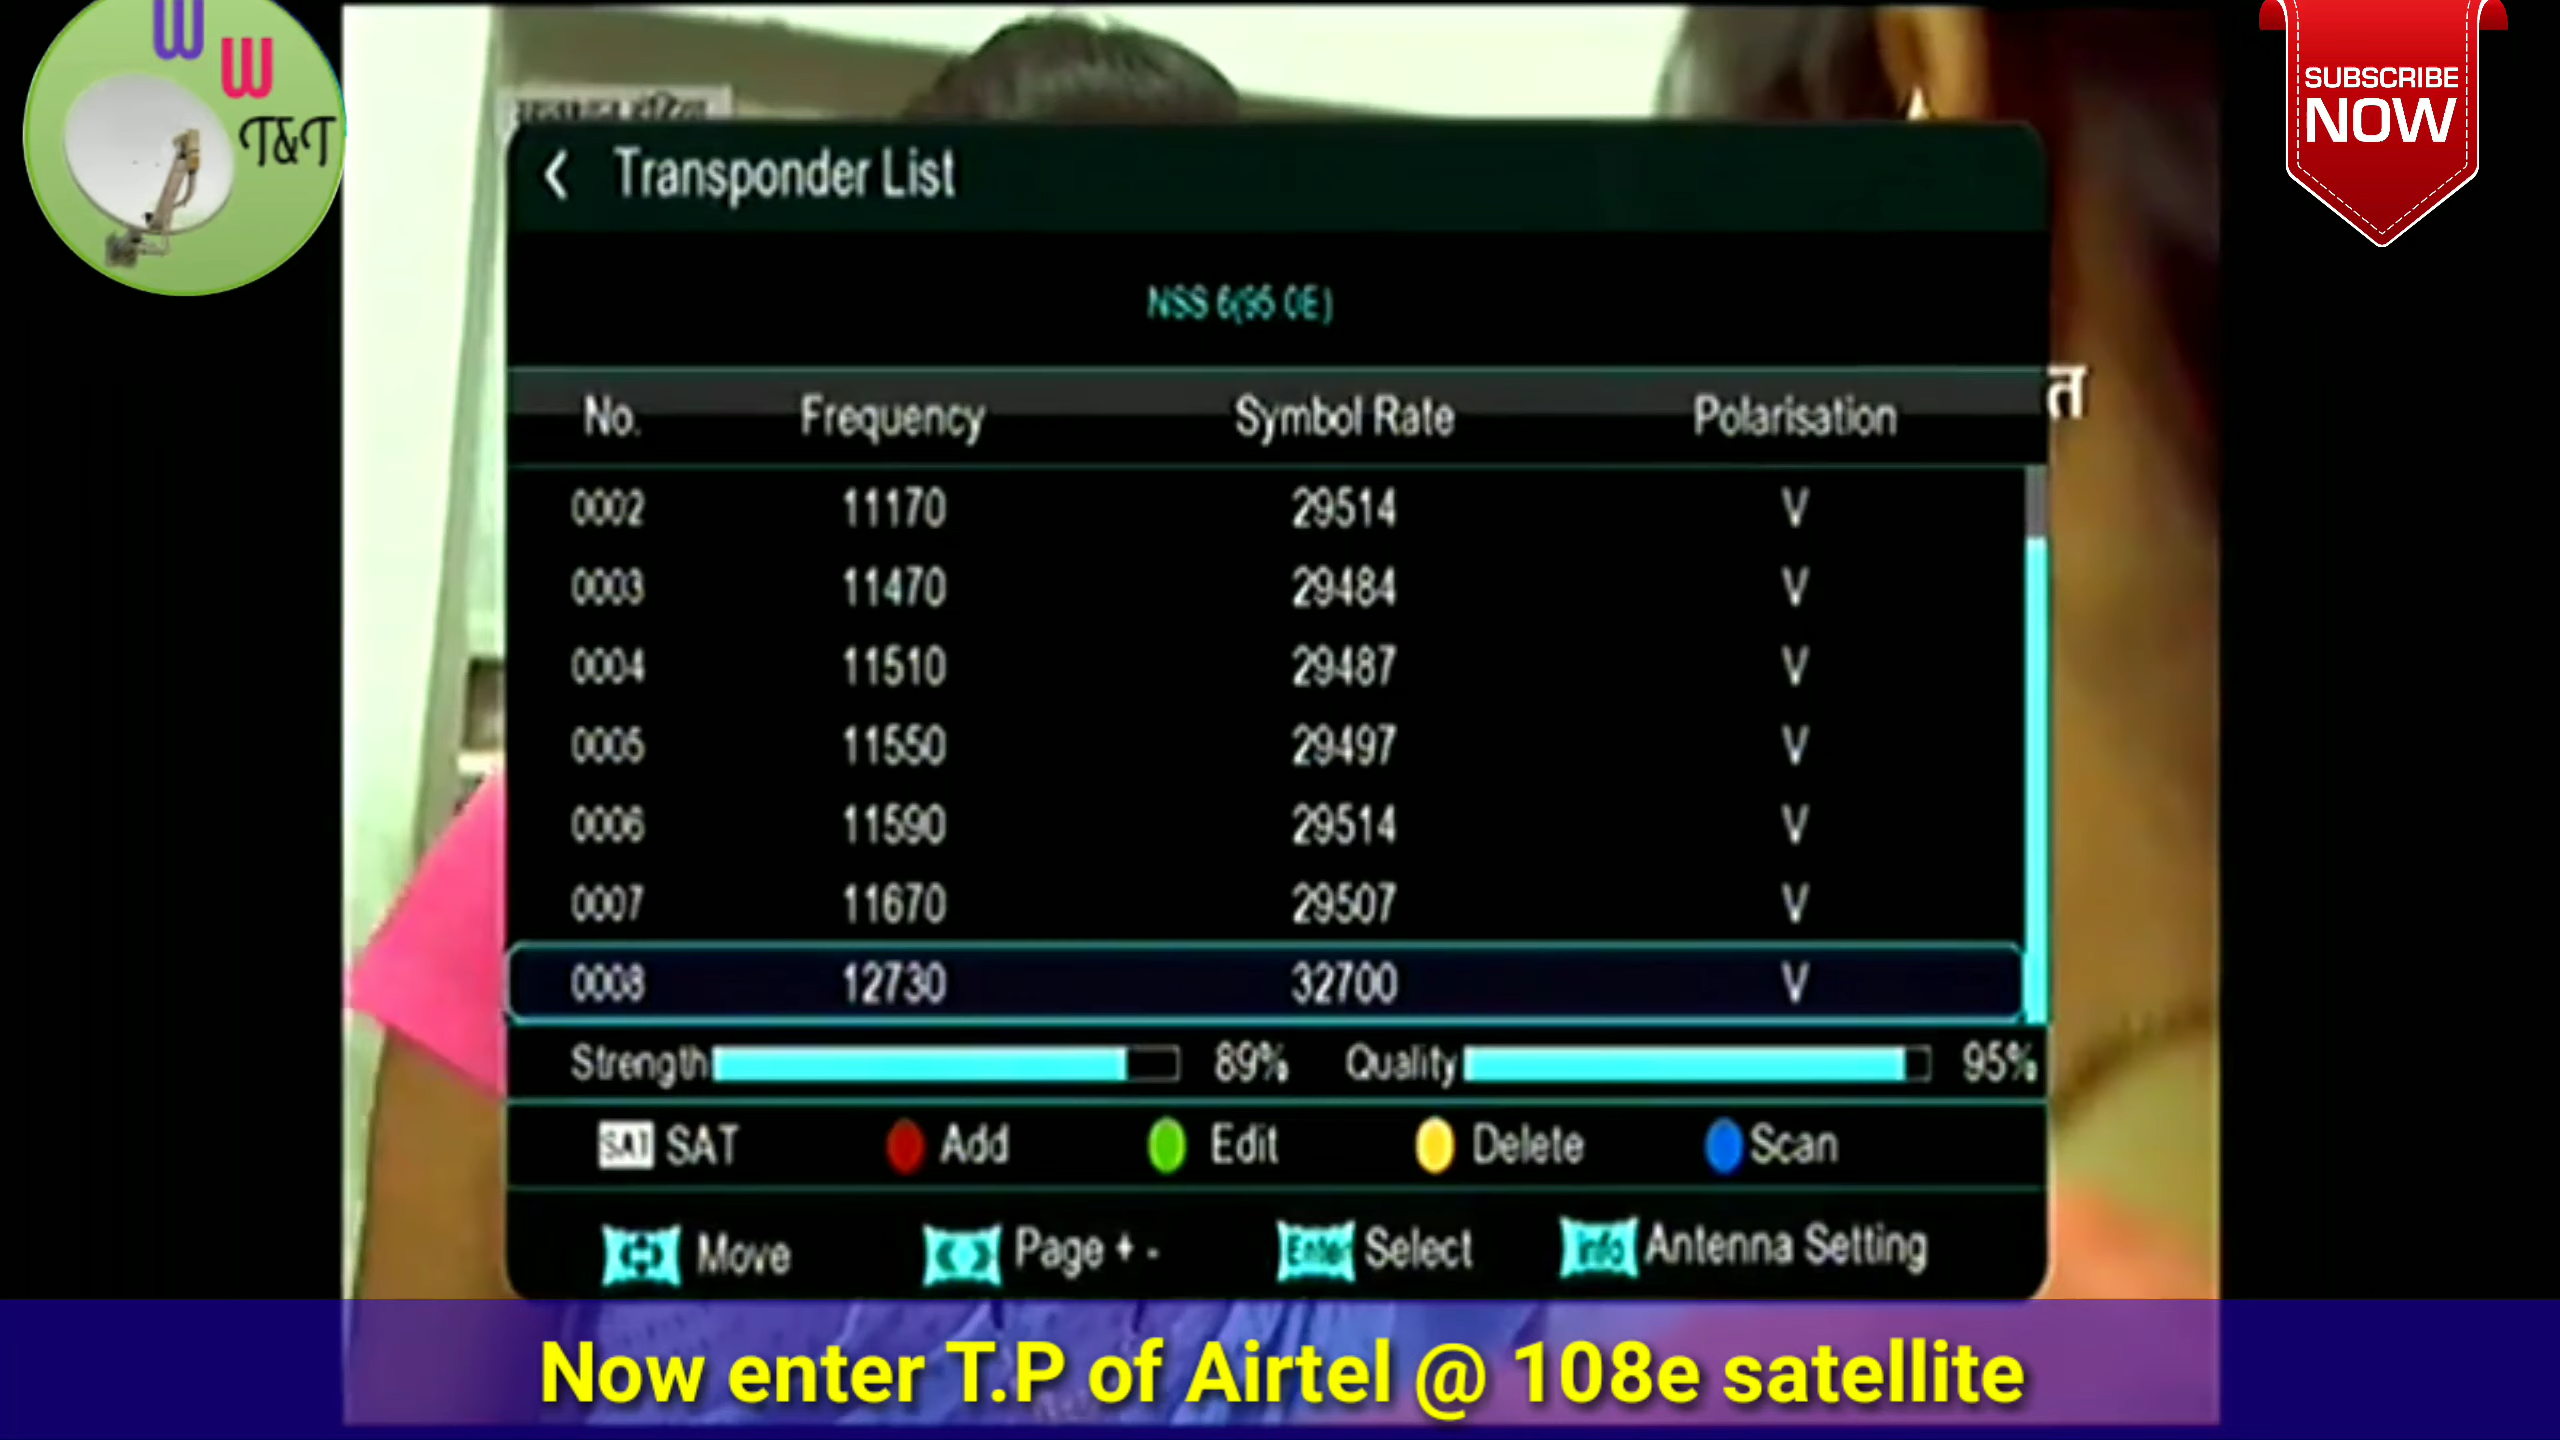 W
W
T&T
SUBSCRIBE
NOW
Transponder List
NSS 6(95.0E)
त
No. Frequency Symbol Rate Polarisation
0002 11170 29514 V
0003 11470 29484 V
0004 11510 29487 V
0005 11550 29497 V
0006 11590 29514 V
0007 11670 29507 V
0008 12730 32700 V
Strength 89% Quality 95%
SAT SAT Add Edit Delete Scan
Move Page + - Enter Select Info Antenna Setting
Now enter T.P of Airtel @ 108e satellite